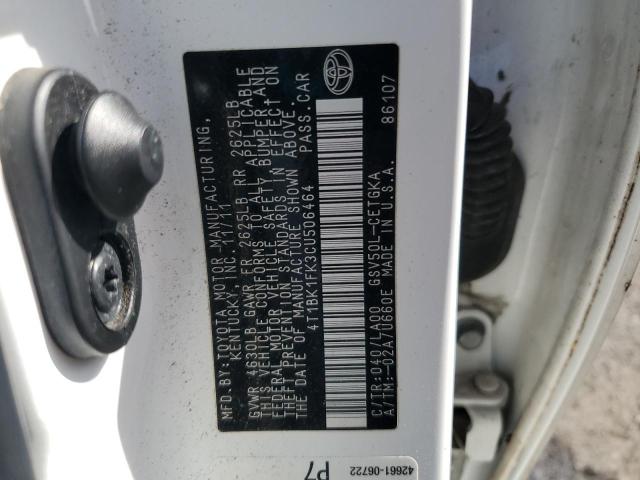 MFD. BY: TOYOTA MOTOR MANUFACTURING,
KENTUCKY, INC. 11/11
GVWR 4630LB GAWR FR 2625LB RR 2625LB
THIS VEHICLE CONFORMS TO ALL APPLICABLE
FEDERAL MOTOR VEHICLE SAFETY, BUMPER AND
THEFT PREVENTION STANDARDS IN EFFECT ON
THE DATE OF MANUFACTURE SHOWN ABOVE.
4T1BK1FK3CU506464 PASS. CAR
C/TR: 040/LA00 GSV50L-CETGKA
A/TM: -02A/U660E MADE IN U.S.A.
86107
42661-06722
P7